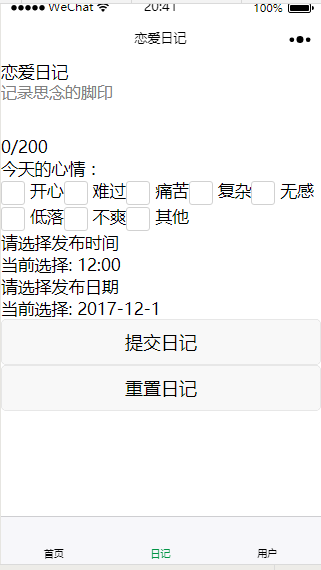 ●●●●● WeChat 20:41 100%
恋爱日记 •••
恋爱日记
记录思念的脚印
0/200
今天的心情：
开心 难过 痛苦 复杂 无感
低落 不爽 其他
请选择发布时间
当前选择: 12:00
请选择发布日期
当前选择: 2017-12-1
提交日记
重置日记
首页 日记 用户